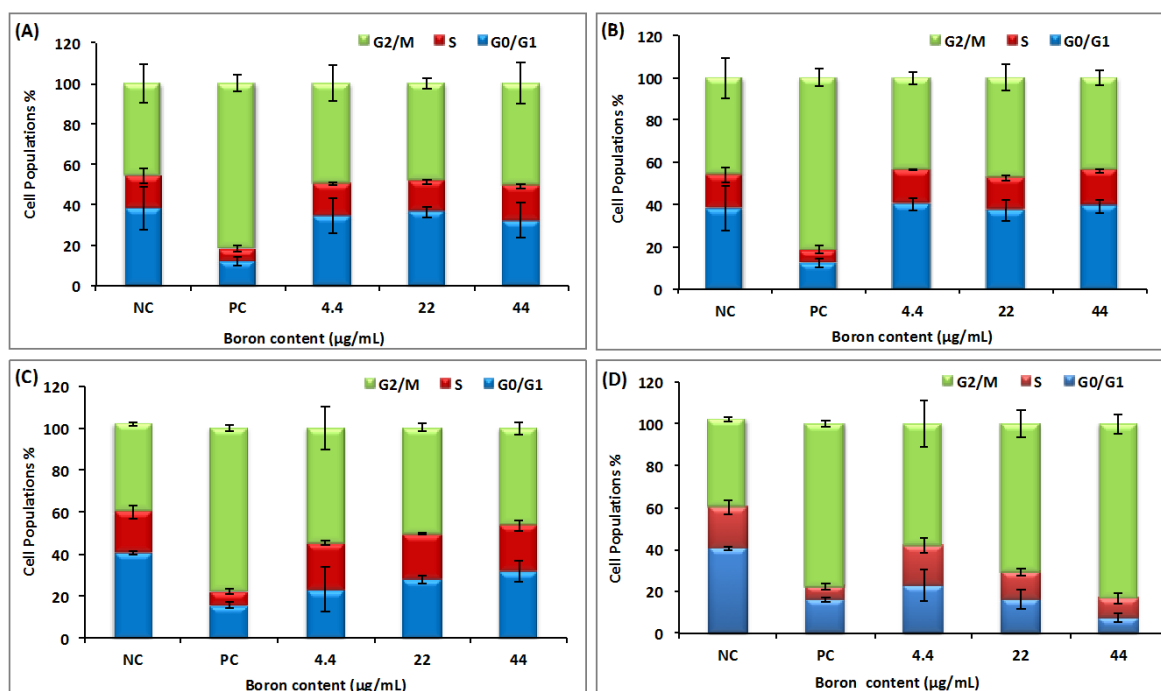 (A)
G2/M S G0/G1
120
100
80
60
40
20
0
Cell Populations %
NC PC 4.4 22 44
Boron content (µg/mL)
(B)
G2/M S G0/G1
120
100
80
60
40
20
0
Cell Populations %
NC PC 4.4 22 44
Boron content (µg/mL)
(C)
G2/M S G0/G1
120
100
80
60
40
20
0
Cell Populations %
NC PC 4.4 22 44
Boron content (µg/mL)
(D)
G2/M S G0/G1
120
100
80
60
40
20
0
Cell Populations %
NC PC 4.4 22 44
Boron content (µg/mL)